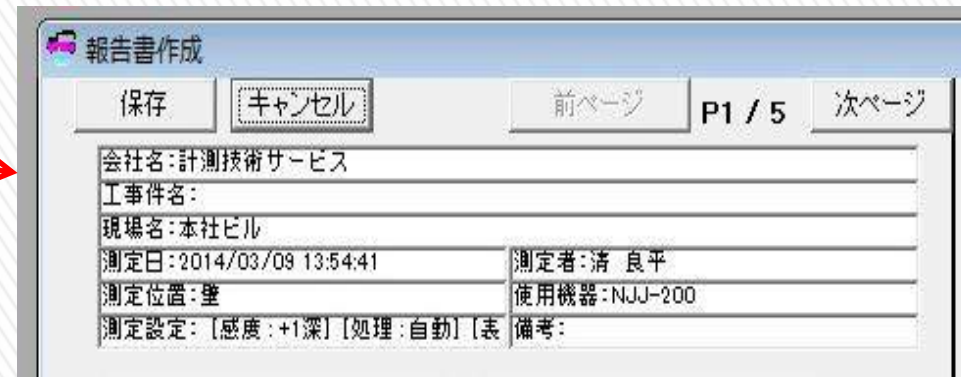 報告書作成
保存 キャンセル 前ページ P1 / 5 次ページ
会社名:計測技術サービス
工事件名:
現場名:本社ビル
測定日:2014/03/09 13:54:41 測定者:清 良平
測定位置:壁 使用機器:NJJ-200
測定設定: [感度:+1深] [処理:自動] [表 備考: